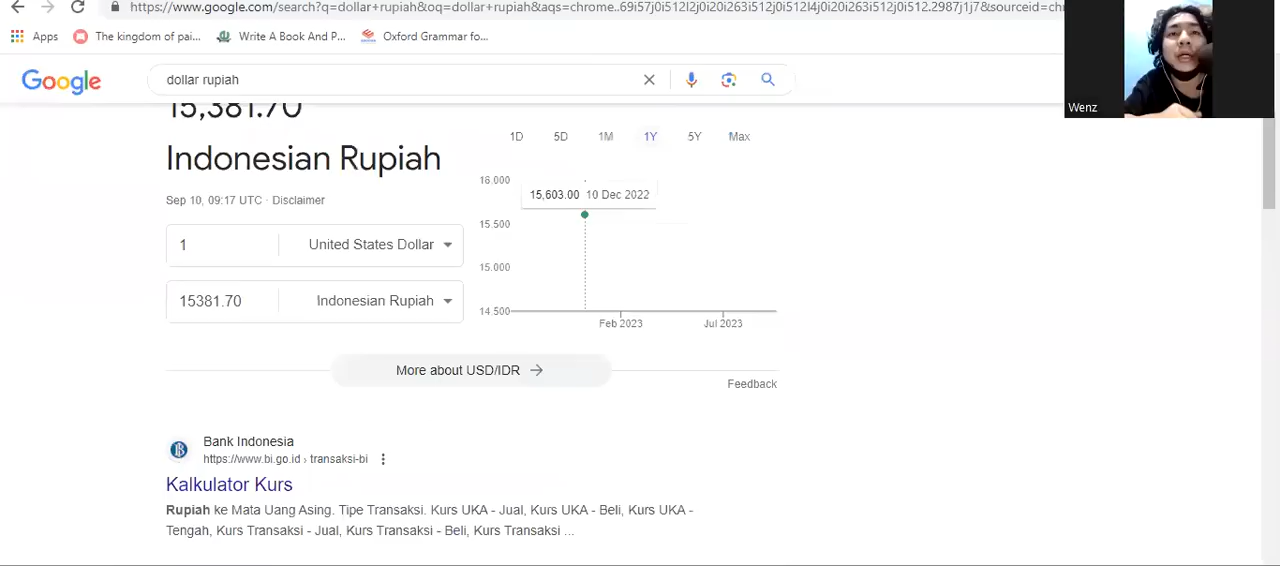 https://www.google.com/search?q=dollar+rupiah&oq=dollar+rupiah&aqs=chrome..69i57j0i512l2j0i20i263i512j0i512l4j0i20i263i512j0i512.2987j1j7&sourceid=chr
Apps
The kingdom of pai...
Write A Book And P...
Oxford Grammar fo...
Google
dollar rupiah
Wenz
15,381.70
Indonesian Rupiah
Sep 10, 09:17 UTC · Disclaimer
1
United States Dollar
15381.70
Indonesian Rupiah
1D
5D
1M
1Y
5Y
Max
16.000
15,603.00 10 Dec 2022
15.500
15.000
14.500
Feb 2023
Jul 2023
More about USD/IDR
Feedback
Bank Indonesia
https://www.bi.go.id › transaksi-bi
Kalkulator Kurs
Rupiah ke Mata Uang Asing. Tipe Transaksi. Kurs UKA - Jual, Kurs UKA - Beli, Kurs UKA -
Tengah, Kurs Transaksi - Jual, Kurs Transaksi - Beli, Kurs Transaksi ...